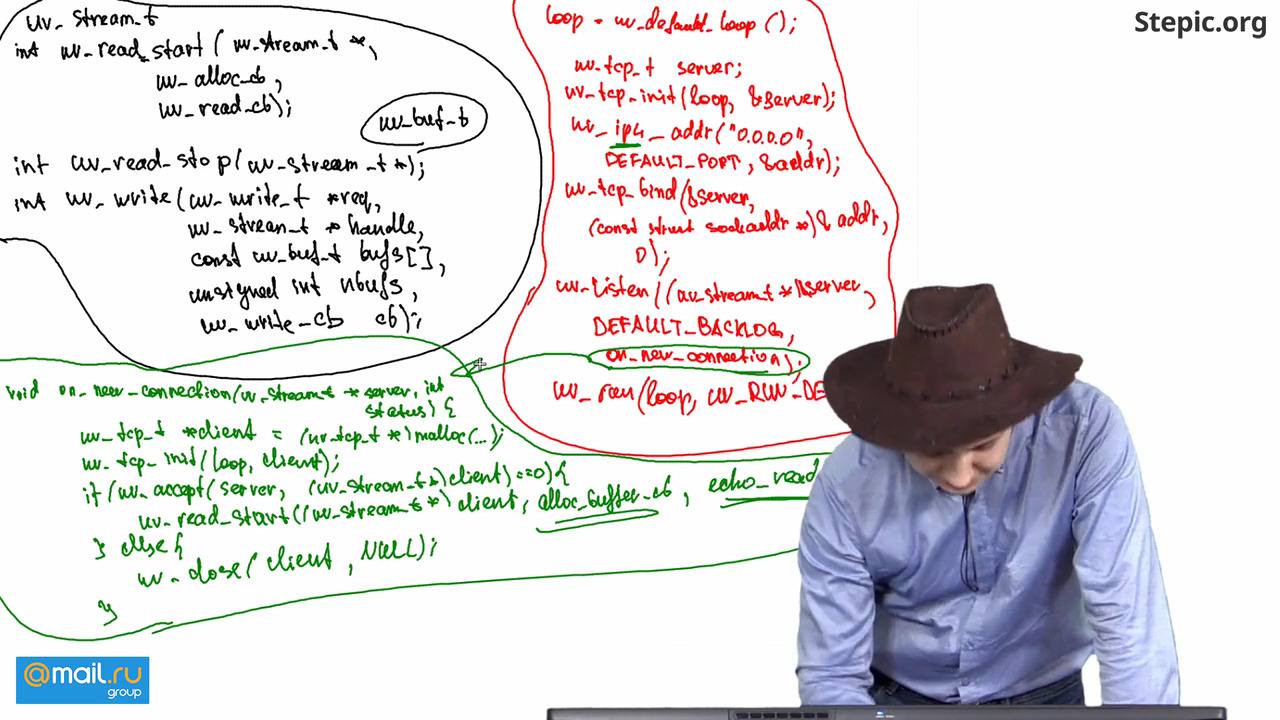 uv_stream_t
int uv_read_start(uv_stream_t *,
uv_alloc_cb,
uv_read_cb);
uv_buf_t
int uv_read_stop(uv_stream_t *);
int uv_write(uv_write_t *req,
uv_stream_t *handle,
const uv_buf_t bufs[],
unsigned int nbufs,
uv_write_cb cb);
loop = uv_default_loop();
uv_tcp_t server;
uv_tcp_init(loop, &server);
uv_ip4_addr("0.0.0.0",
DEFAULT_PORT, &addr);
uv_tcp_bind(&server,
(const struct sockaddr *)& addr,
0);
uv_listen((uv_stream_t *)&server,
DEFAULT_BACKLOG,
on_new_connection);
uv_run(loop, uv_RUN_DE
void on_new_connection(uv_stream_t *server, int
status) {
uv_tcp_t *client = (uv_tcp_t *)malloc(...);
uv_tcp_init(loop, client);
if (uv_accept(server, (uv_stream_t *)client) ==0){
uv_read_start((uv_stream_t *)client, alloc_buffer_cb, echo_read
} else {
uv_close(client, NULL);
}
Stepic.org
@mail.ru
group